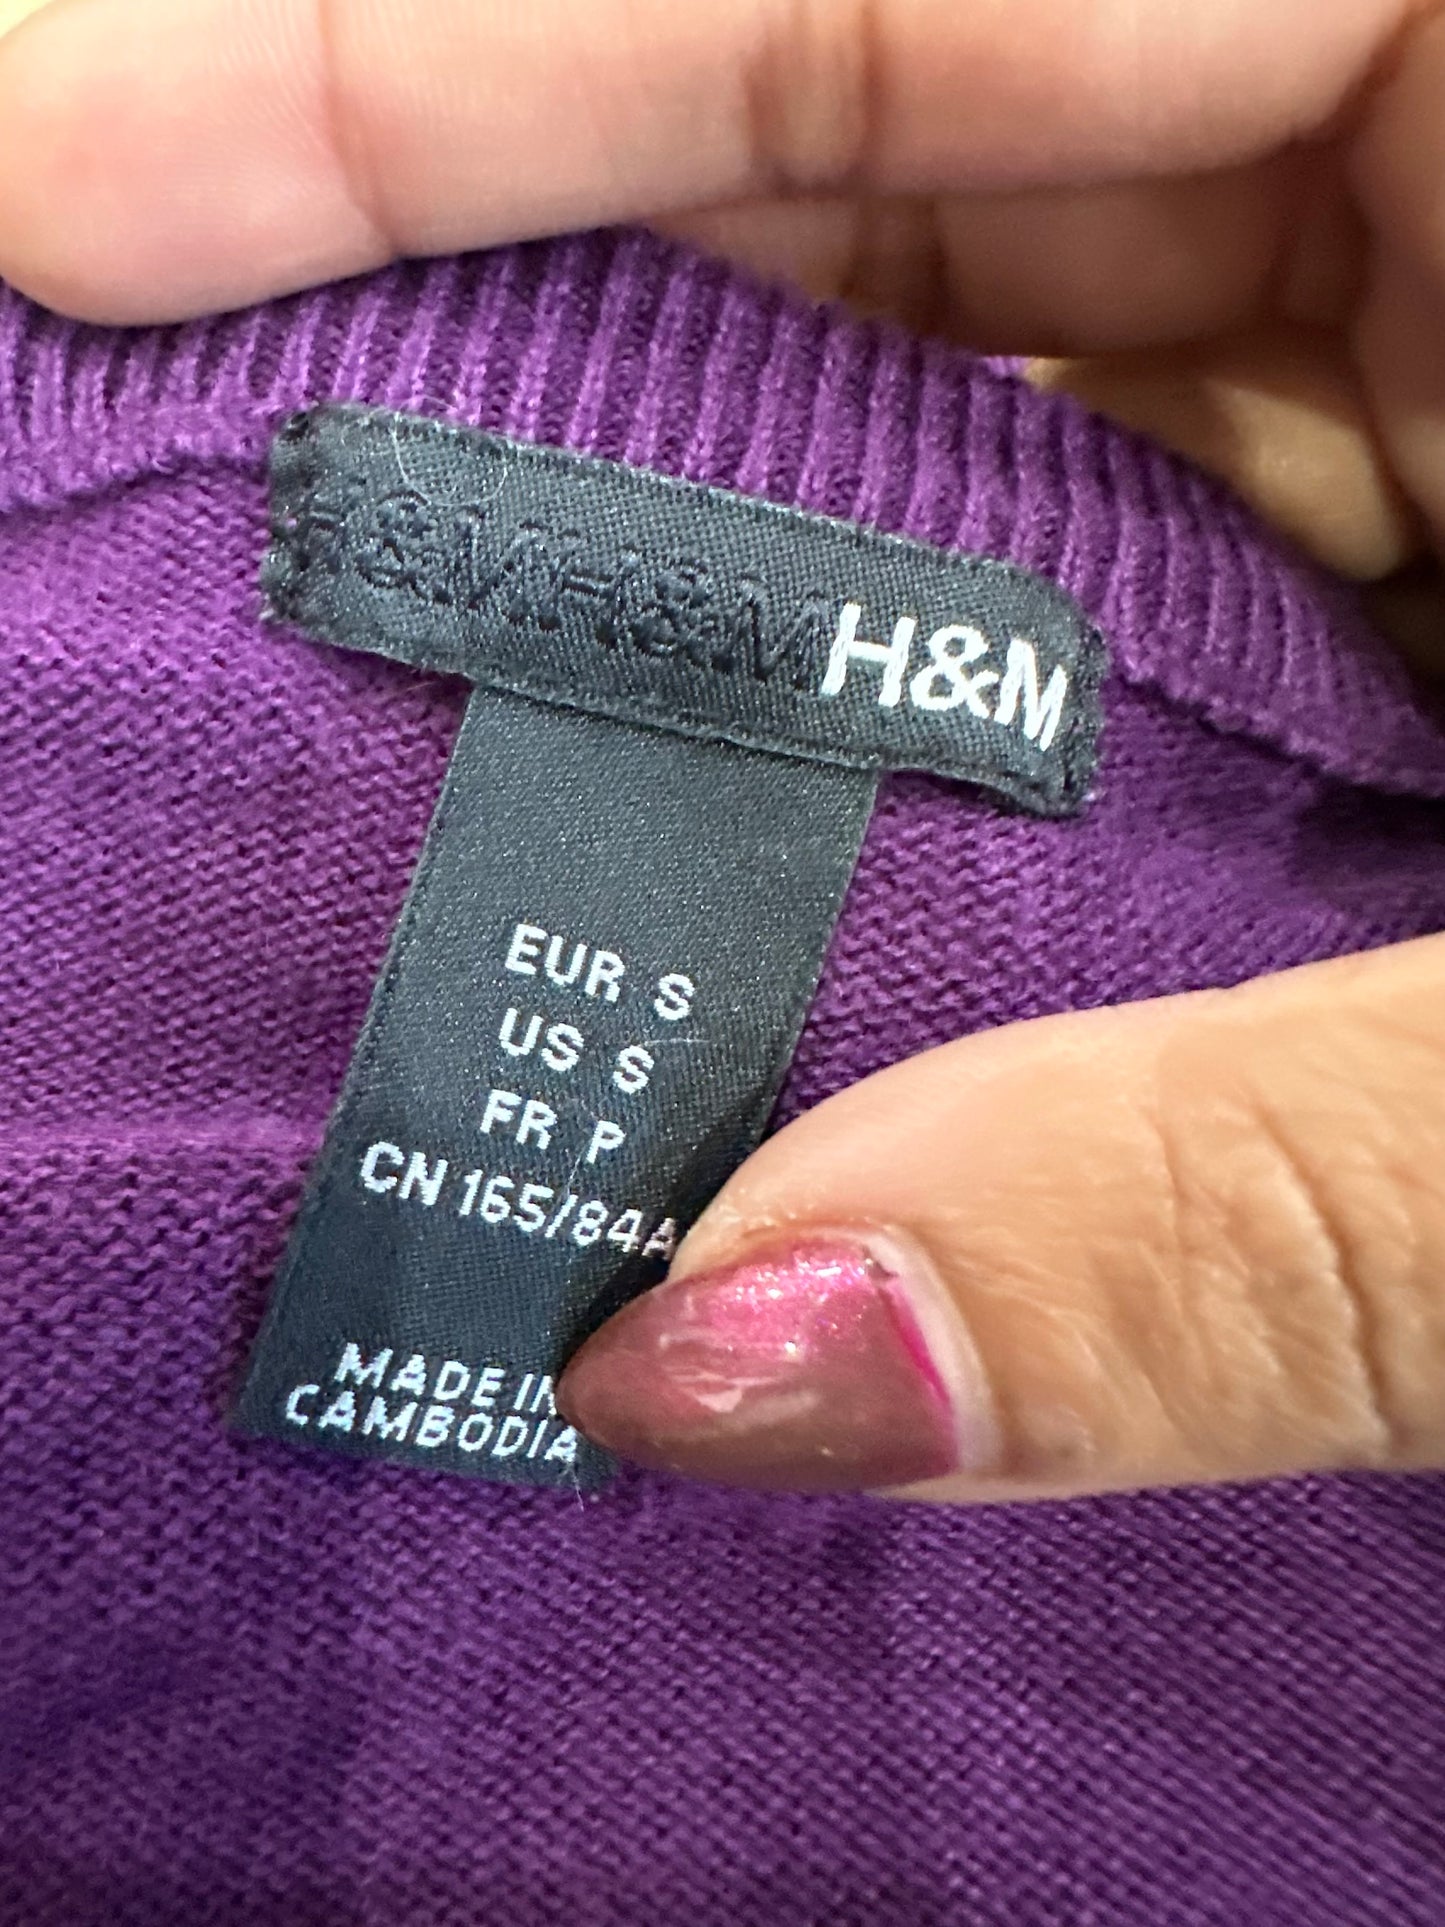 H&M H&M H&M
EUR S
US S
FR P
CN 165/84A
MADE IN
CAMBODIA